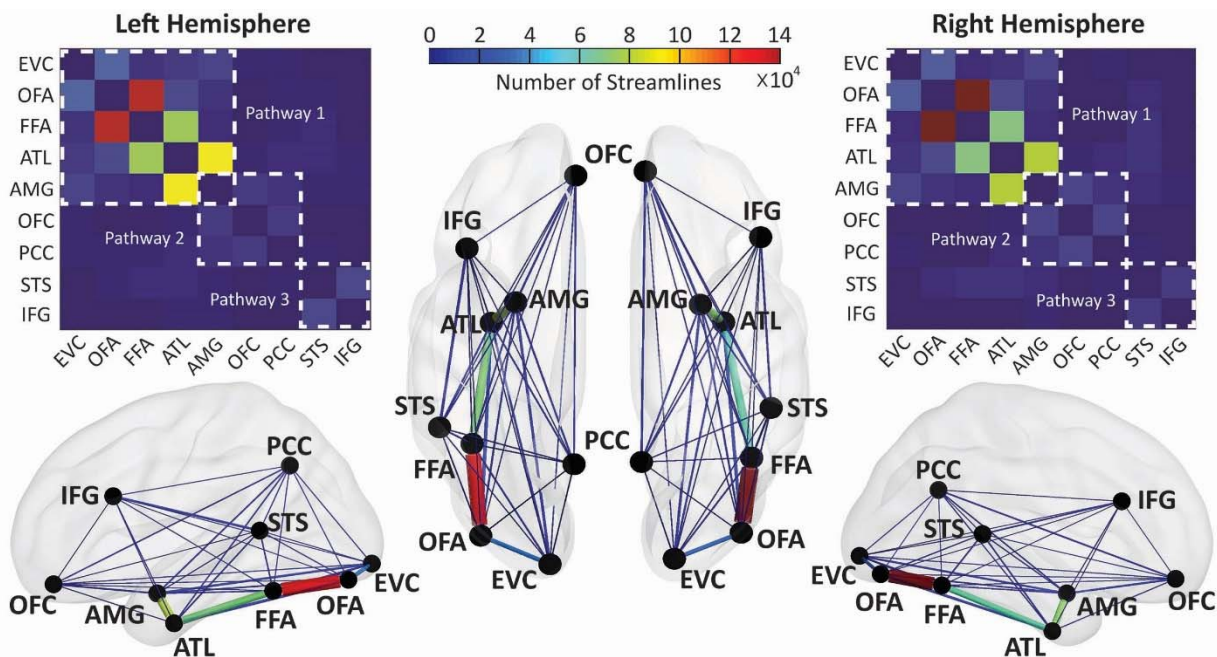 Left Hemisphere
Right Hemisphere
0 2 4 6 8 10 12 14
Number of Streamlines ×10⁴
EVC
OFA
FFA
ATL
AMG
OFC
PCC
STS
IFG
Pathway 1
Pathway 2
Pathway 3
EVC OFA FFA ATL AMG OFC PCC STS IFG
EVC
OFA
FFA
ATL
AMG
OFC
PCC
STS
IFG
Pathway 1
Pathway 2
Pathway 3
EVC OFA FFA ATL AMG OFC PCC STS IFG
OFC
IFG
IFG
AMG
AMG
ATL
ATL
STS
STS
PCC
FFA
FFA
OFA
OFA
EVC
EVC
PCC
IFG
STS
EVC
OFC
AMG
FFA
OFA
ATL
PCC
IFG
STS
EVC
OFA
FFA
AMG
OFC
ATL